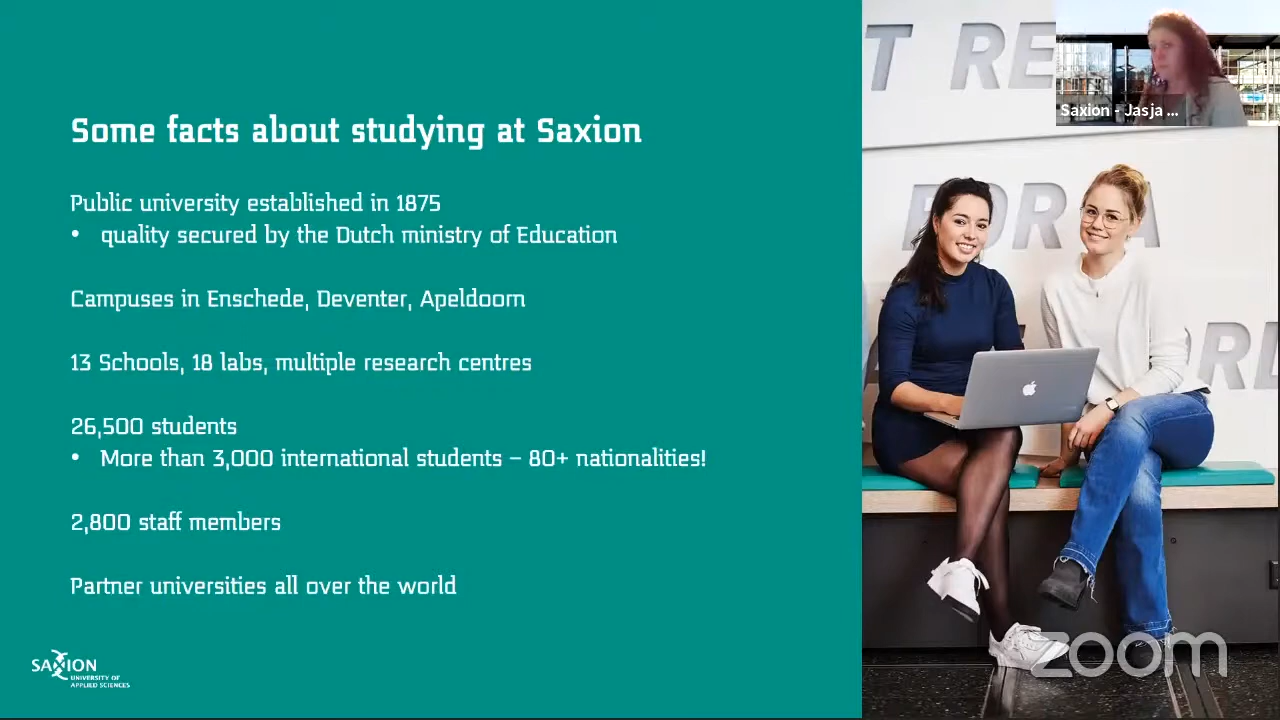 Some facts about studying at Saxion
Public university established in 1875
• quality secured by the Dutch ministry of Education
Campuses in Enschede, Deventer, Apeldoorn
13 Schools, 18 labs, multiple research centres
26,500 students
• More than 3,000 international students – 80+ nationalities!
2,800 staff members
Partner universities all over the world
SAXION
UNIVERSITY OF
APPLIED SCIENCES
T RE
Saxion - Jasja ...
FOR A
RL
zoom